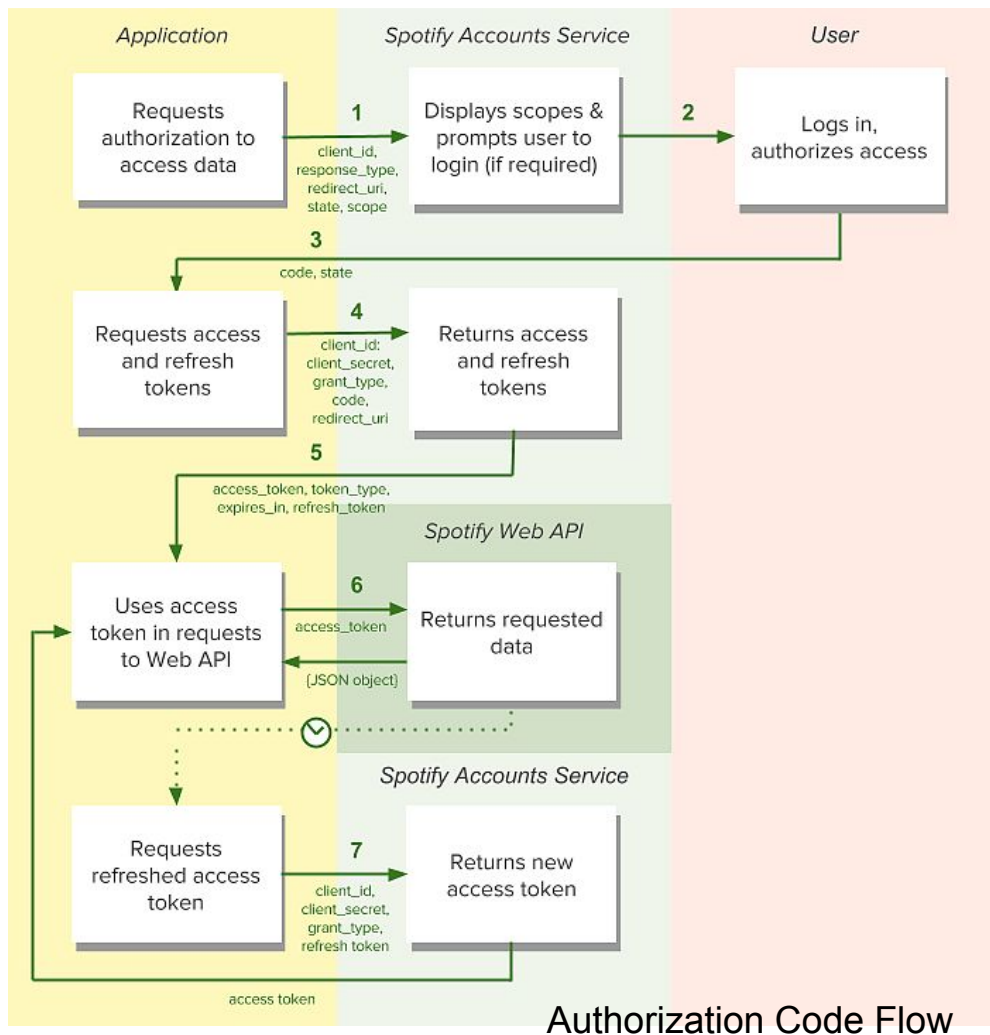 Application
Spotify Accounts Service
User
Requests
authorization to
access data
1
client_id,
response_type,
redirect_uri,
state, scope
Displays scopes &
prompts user to
login (if required)
2
Logs in,
authorizes access
3
code, state
Requests access
and refresh
tokens
4
client_id:
client_secret,
grant_type,
code,
redirect_uri
Returns access
and refresh
tokens
5
access_token, token_type,
expires_in, refresh_token
Spotify Web API
Uses access
token in requests
to Web API
6
access_token
{JSON object}
Returns requested
data
Spotify Accounts Service
Requests
refreshed access
token
7
client_id,
client_secret,
grant_type,
refresh token
Returns new
access token
access token
Authorization Code Flow